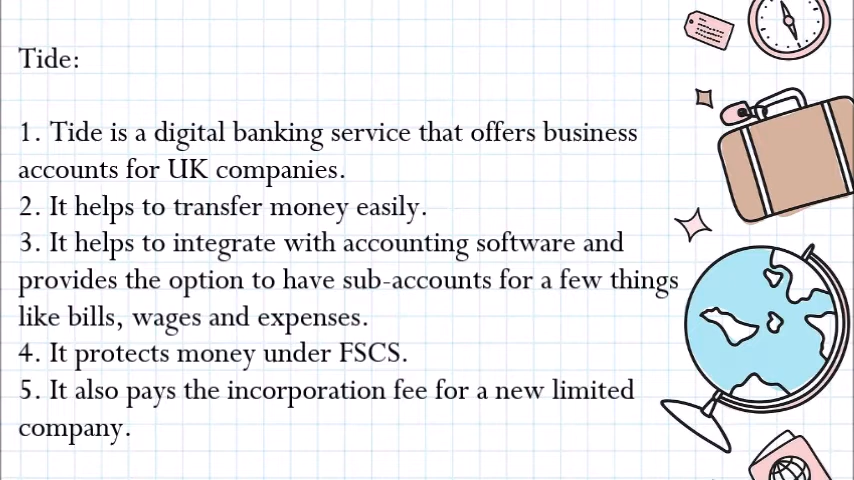 Tide:
1. Tide is a digital banking service that offers business
accounts for UK companies.
2. It helps to transfer money easily.
3. It helps to integrate with accounting software and
provides the option to have sub-accounts for a few things
like bills, wages and expenses.
4. It protects money under FSCS.
5. It also pays the incorporation fee for a new limited
company.